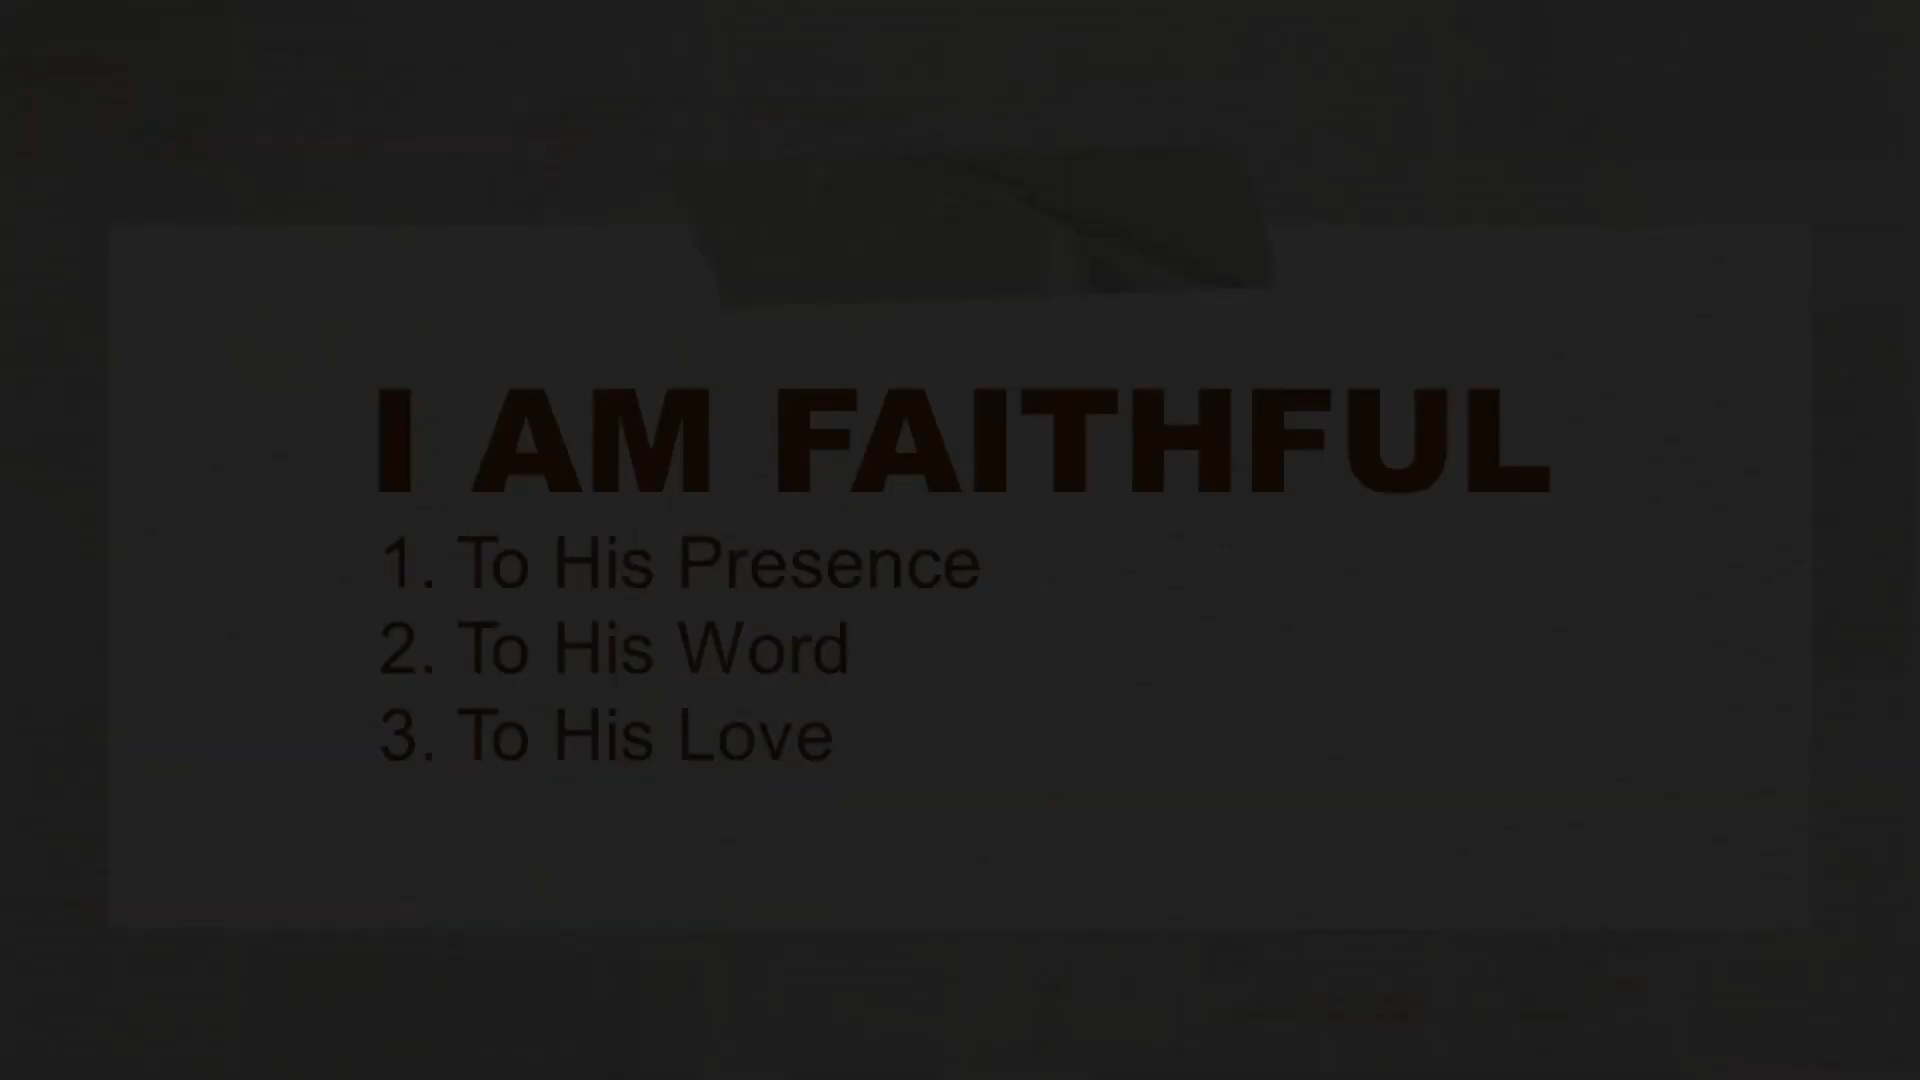 I AM FAITHFUL
1. To His Presence
2. To His Word
3. To His Love